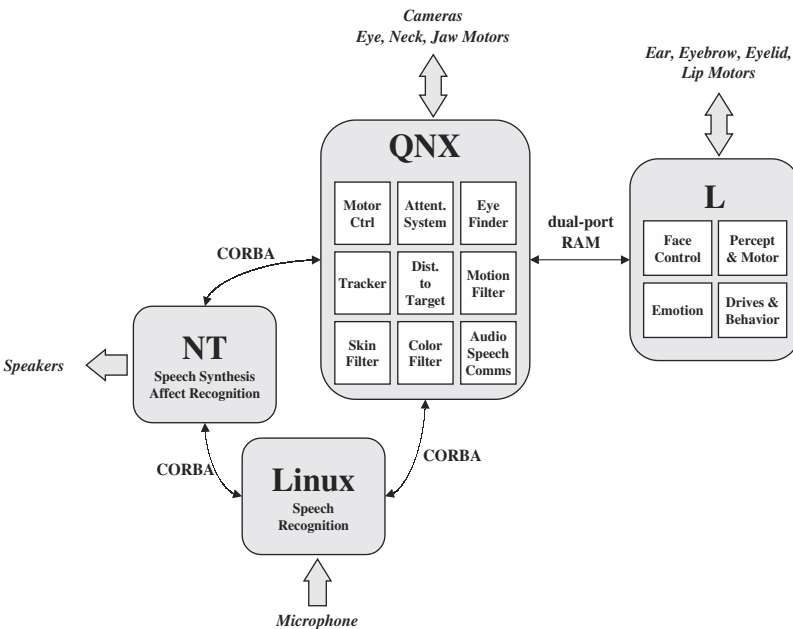 Cameras
Eye, Neck, Jaw Motors
Ear, Eyebrow, Eyelid,
Lip Motors
QNX
Motor
Ctrl
Attent.
System
Eye
Finder
Tracker
Dist.
to
Target
Motion
Filter
Skin
Filter
Color
Filter
Audio
Speech
Comms
dual-port
RAM
L
Face
Control
Percept
& Motor
Emotion
Drives &
Behavior
CORBA
NT
Speech Synthesis
Affect Recognition
Speakers
CORBA
CORBA
Linux
Speech
Recognition
Microphone